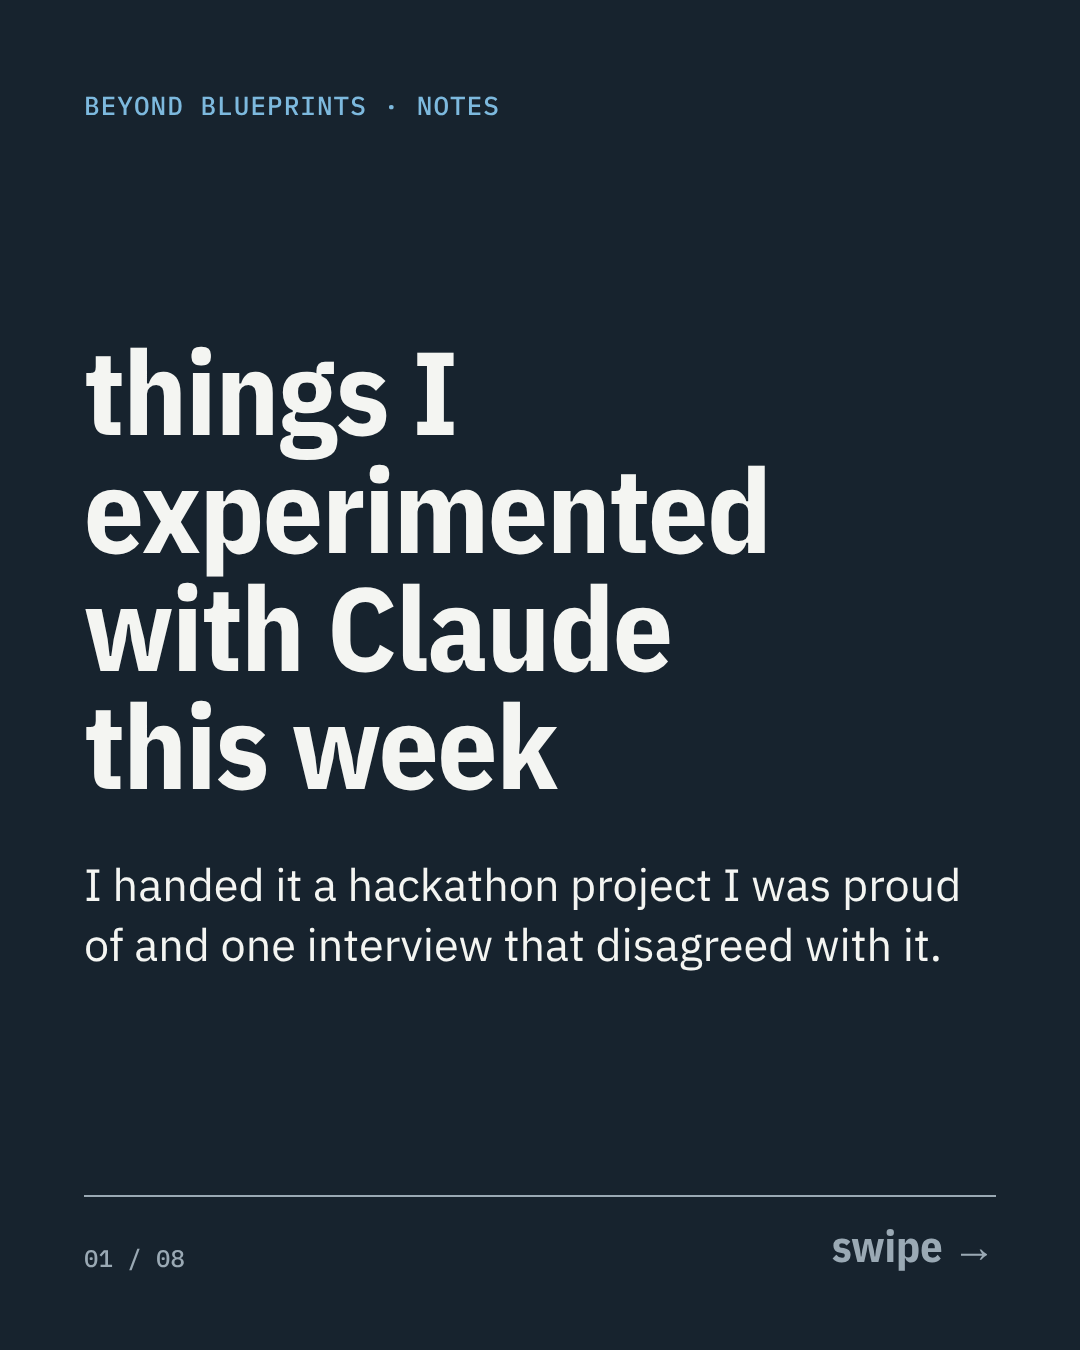 BEYOND BLUEPRINTS · NOTES
things I
experimented
with Claude
this week
I handed it a hackathon project I was proud
of and one interview that disagreed with it.
01 / 08
swipe →